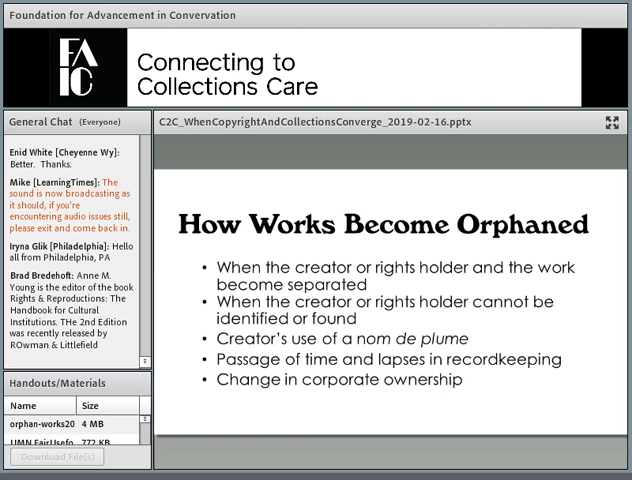 Foundation for Advancement in Convervation
FA
IC
Connecting to
Collections Care
General Chat (Everyone)
Enid White [Cheyenne Wy]:
Better. Thanks.
Mike [LearningTimes]: The
sound is now broadcasting as
it should, if you're
encountering audio issues still,
please exit and come back in.
Iryna Glik [Philadelphia]: Hello
all from Philadelphia, PA
Brad Bredehoft: Anne M.
Young is the editor of the book
Rights & Reproductions: The
Handbook for Cultural
Institutions. THe 2nd Edition
was recently released by
ROwman & Littlefield
Handouts/Materials
Name Size
orphan-works20 4 MB
UMN FairUsefo 772 KB
Download File(s)
C2C_WhenCopyrightAndCollectionsConverge_2019-02-16.pptx
How Works Become Orphaned
• When the creator or rights holder and the work
become separated
• When the creator or rights holder cannot be
identified or found
• Creator's use of a nom de plume
• Passage of time and lapses in recordkeeping
• Change in corporate ownership